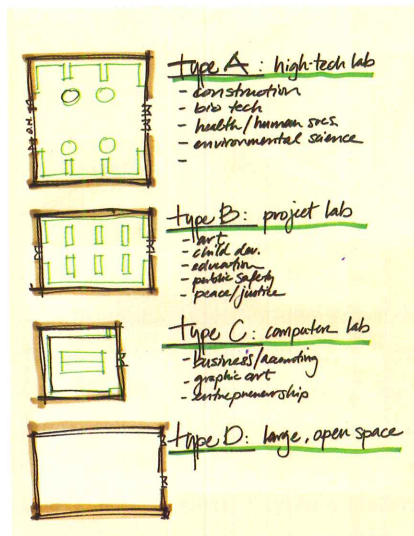 type A: high-tech lab
- construction
- bio tech
- health/human socs.
- environmental science
-
type B: project lab
- art
- child dev.
- education
- public safety
- peace/justice
type C: computer lab
- business/accounting
- graphic art
- entrepreneurship
type D: large, open space